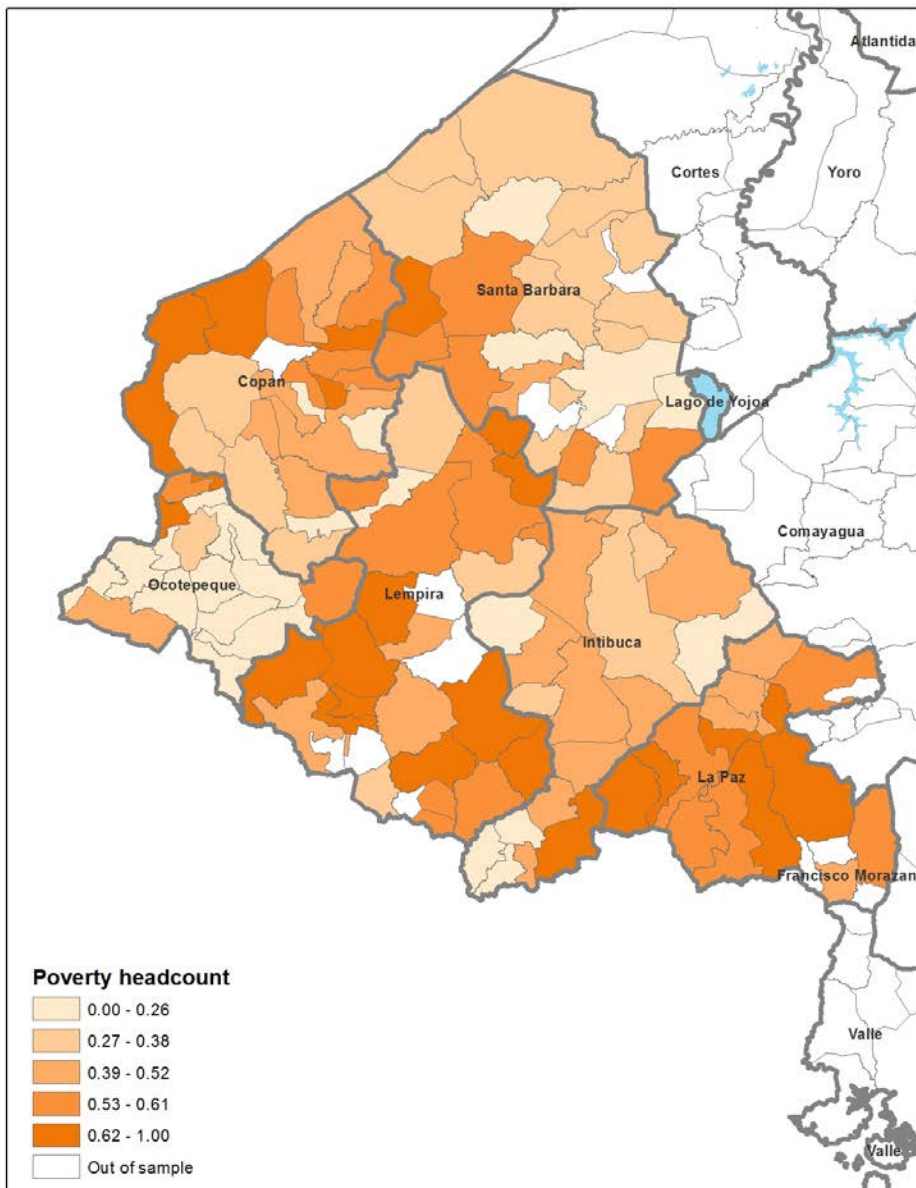 Atlantida
Cortes
Yoro
Santa Barbara
Copan
Lago de Yojoa
Comayagua
Ocotepeque
Lempira
Intibuca
La Paz
Francisco Morazan
Valle
Valle
Poverty headcount
0.00 - 0.26
0.27 - 0.38
0.39 - 0.52
0.53 - 0.61
0.62 - 1.00
Out of sample